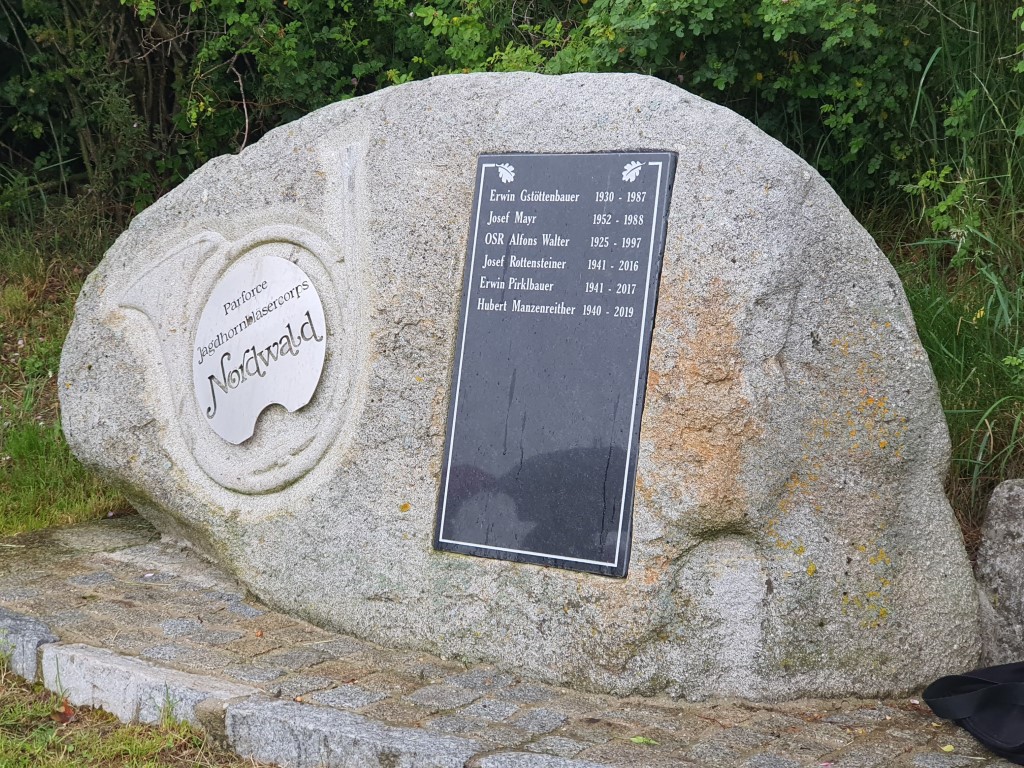 Parforce
Jagdhornbläsercorps
Nordwald
Erwin Gstöttenbauer 1930 - 1987
Josef Mayr 1952 - 1988
OSR Alfons Walter 1925 - 1997
Josef Rottensteiner 1941 - 2016
Erwin Pirklbauer 1941 - 2017
Hubert Manzenreither 1940 - 2019